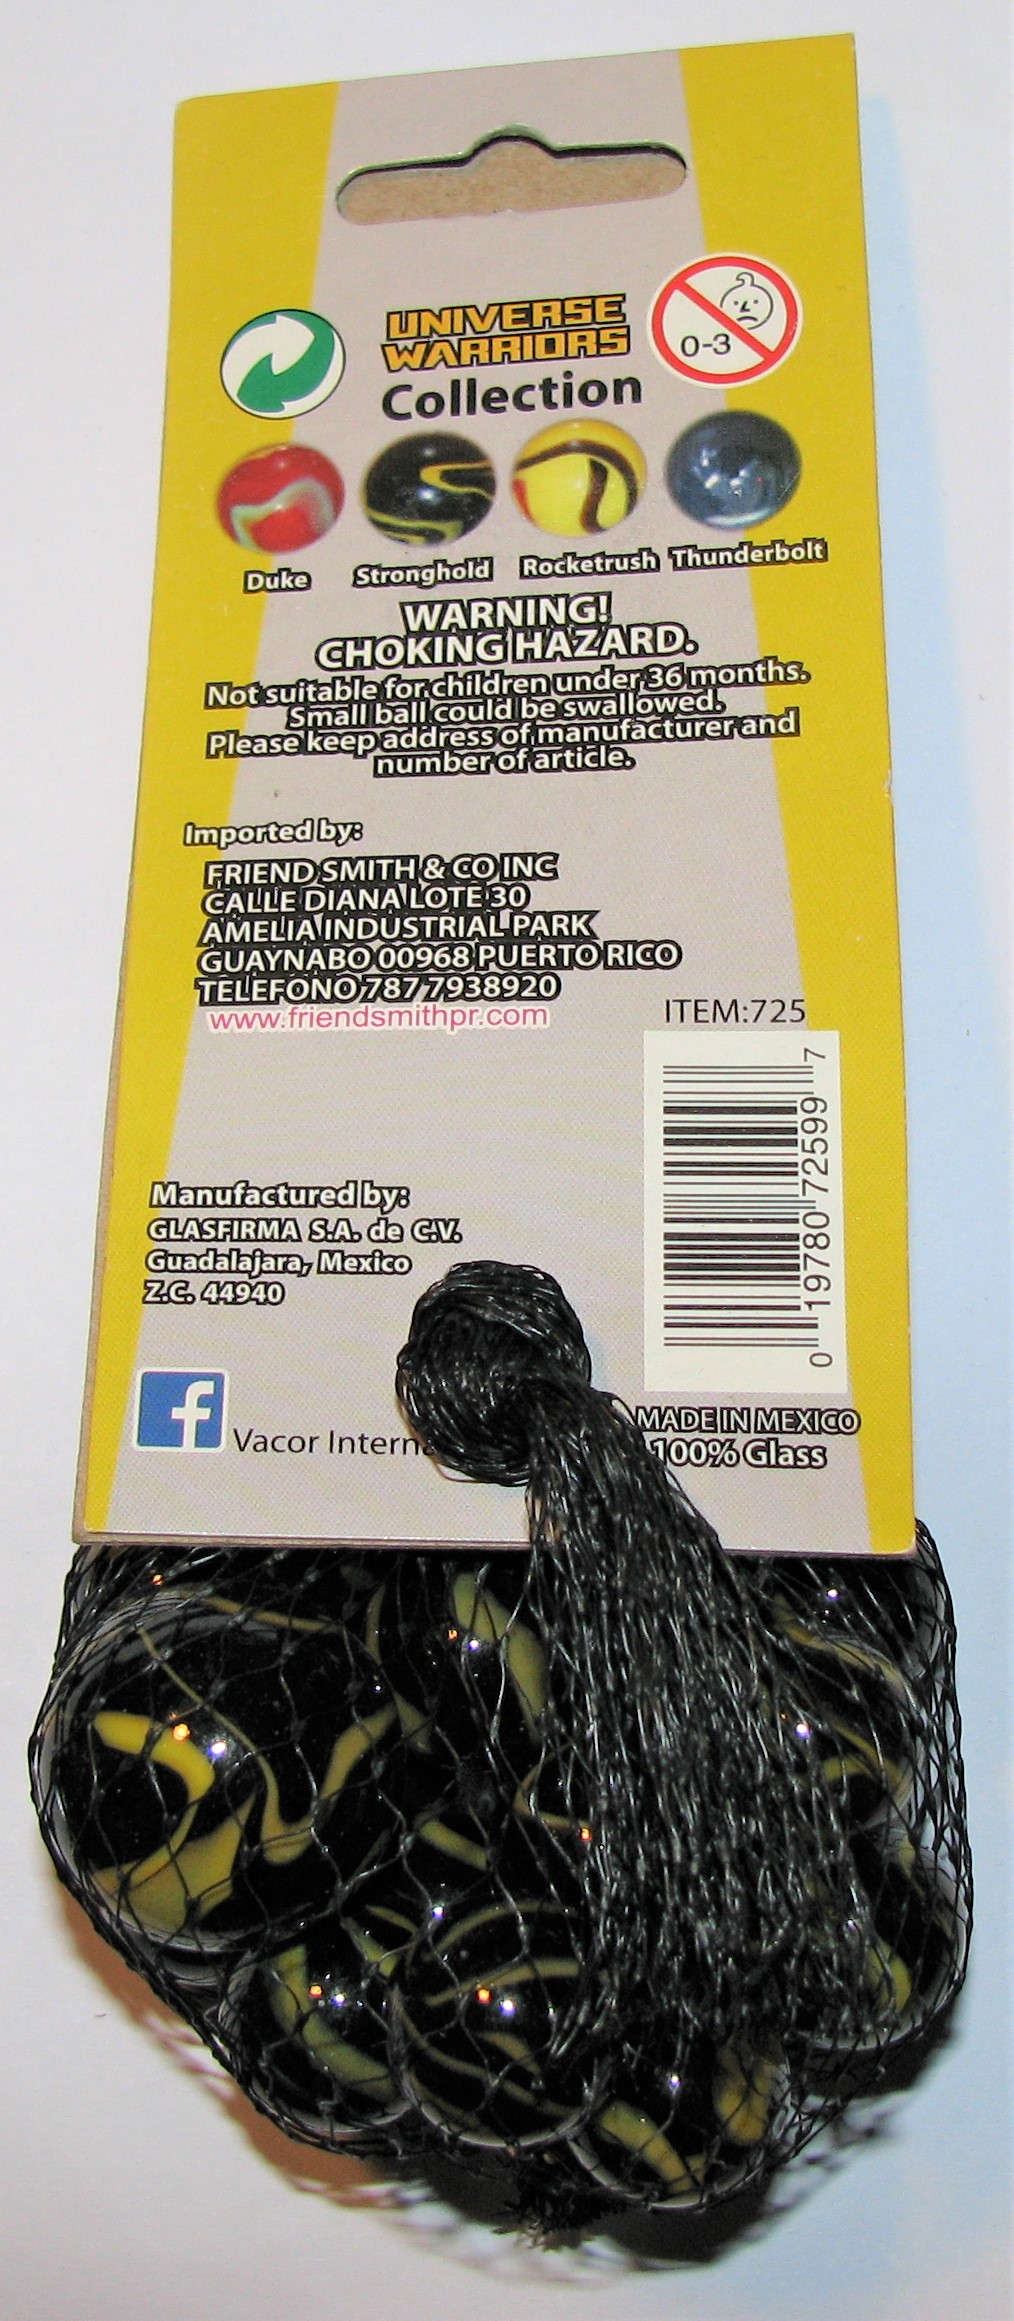 UNIVERSE
WARRIORS
Collection
0-3
Duke Stronghold Rocketrush Thunderbolt
WARNING!
CHOKING HAZARD.
Not suitable for children under 36 months.
Small ball could be swallowed.
Please keep address of manufacturer and
number of article.
Imported by:
FRIEND SMITH & CO INC
CALLE DIANA LOTE 30
AMELIA INDUSTRIAL PARK
GUAYNABO 00968 PUERTO RICO
TELEFONO 787 7938920
www.friendsmithpr.com
ITEM:725
0 19780 72599 7
Manufactured by:
GLASFIRMA S.A. de C.V.
Guadalajara, Mexico
Z.C. 44940
f
Vacor
MADE IN MEXICO
100% Glass